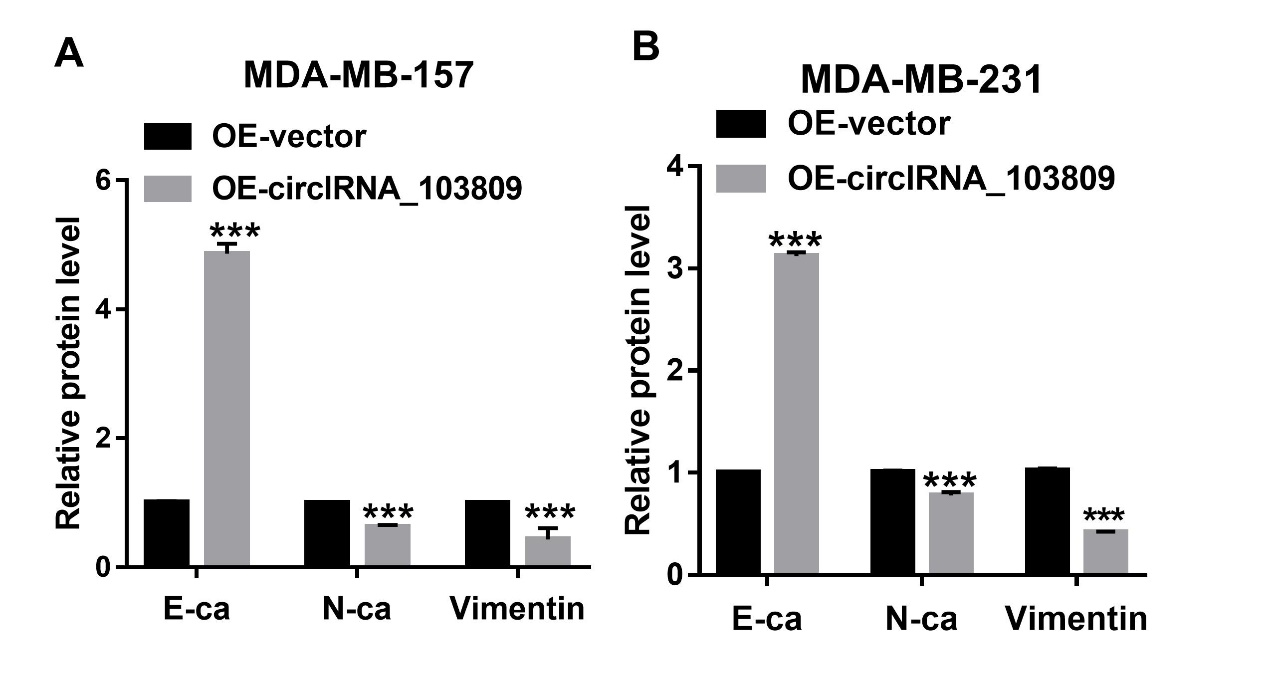 A
MDA-MB-157
OE-vector
OE-circlRNA_103809
Relative protein level
6
4
2
0
***
***
***
E-ca
N-ca
Vimentin
B
MDA-MB-231
OE-vector
OE-circlRNA_103809
Relative protein level
4
3
2
1
0
***
***
***
E-ca
N-ca
Vimentin